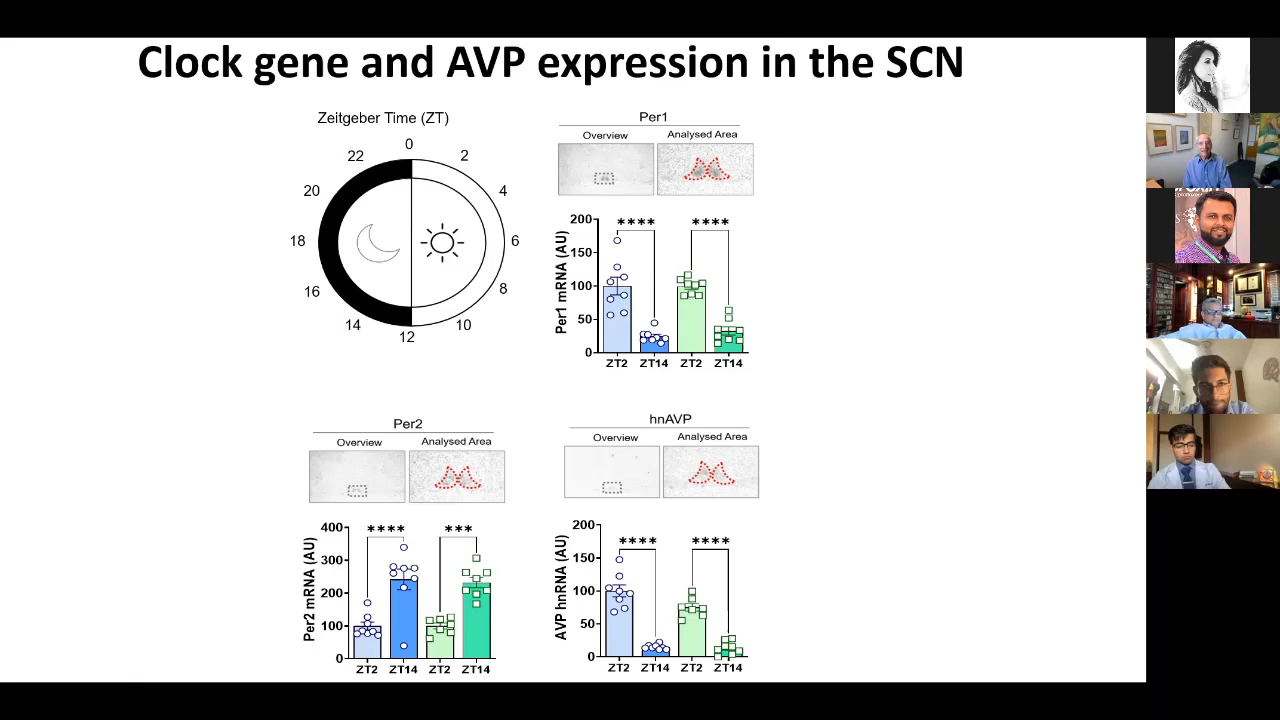 Clock gene and AVP expression in the SCN
Zeitgeber Time (ZT)
0
22
2
20
4
18
6
16
8
14
10
12
Per1
Overview
Analysed Area
Per1 mRNA (AU)
200
150
100
50
0
****
****
ZT2
ZT14
ZT2
ZT14
Per2
Overview
Analysed Area
Per2 mRNA (AU)
400
300
200
100
0
****
***
ZT2
ZT14
ZT2
ZT14
hnAVP
Overview
Analysed Area
AVP hnRNA (AU)
200
150
100
50
0
****
****
ZT2
ZT14
ZT2
ZT14